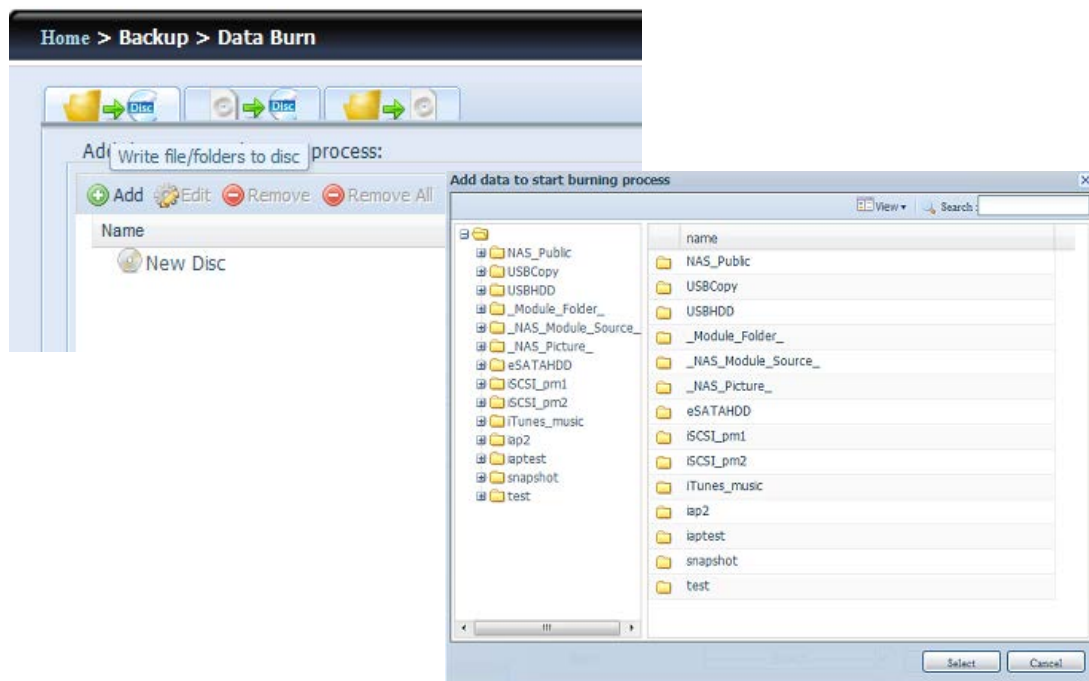 Home > Backup > Data Burn
Disc
Disc
Write file/folders to disc
process:
Add Edit Remove Remove All
Name
New Disc
Add data to start burning process
View Search :
NAS_Public
USBCopy
USBHDD
_Module_Folder_
_NAS_Module_Source_
_NAS_Picture_
eSATAHDD
iSCSI_pm1
iSCSI_pm2
iTunes_music
iap2
iaptest
snapshot
test
name
NAS_Public
USBCopy
USBHDD
_Module_Folder_
_NAS_Module_Source_
_NAS_Picture_
eSATAHDD
iSCSI_pm1
iSCSI_pm2
iTunes_music
iap2
iaptest
snapshot
test
Select Cancel